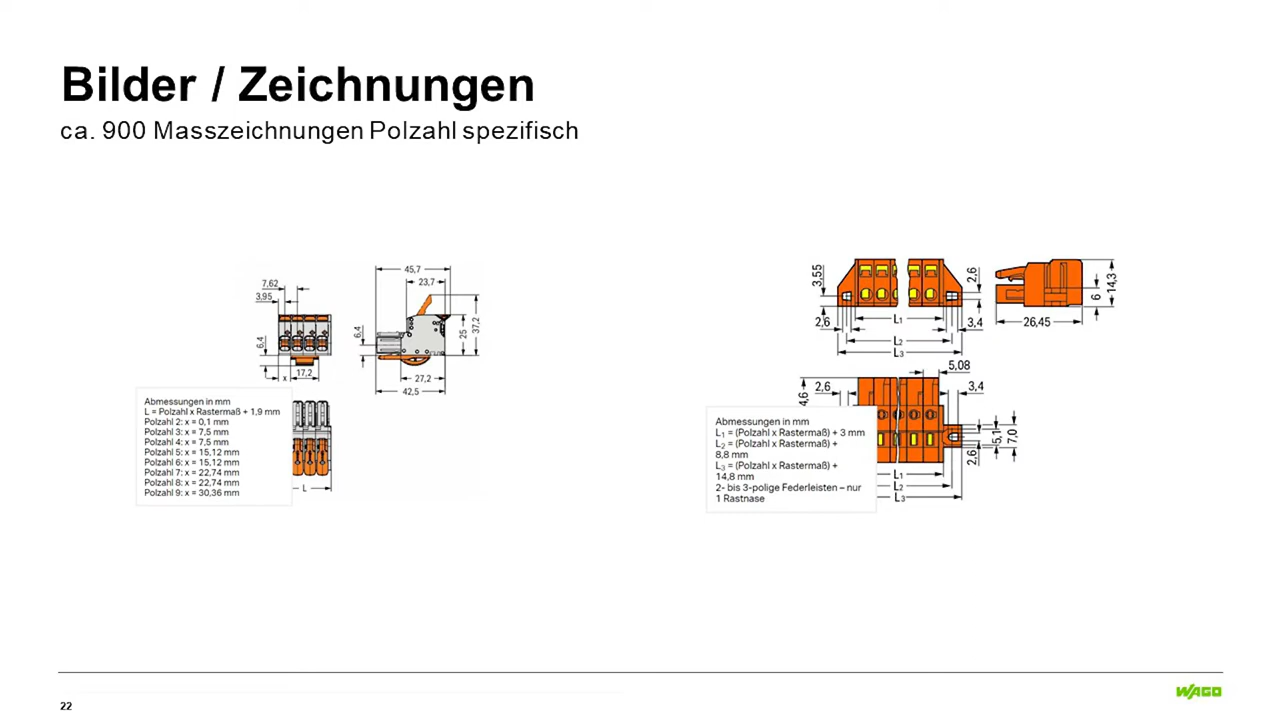 Bilder / Zeichnungen
ca. 900 Masszeichnungen Polzahl spezifisch
45,7
23,7
7,62
3,95
6,4
17,2
x
6,4
25
37,2
27,2
42,5
L
Abmessungen in mm
L = Polzahl x Rastermaß + 1,9 mm
Polzahl 2: x = 0,1 mm
Polzahl 3: x = 7,5 mm
Polzahl 4: x = 7,5 mm
Polzahl 5: x = 15,12 mm
Polzahl 6: x = 15,12 mm
Polzahl 7: x = 22,74 mm
Polzahl 8: x = 22,74 mm
Polzahl 9: x = 30,36 mm
3,55
2,6
14,3
6
2,6
L₁
3,4
26,45
L₂
L₃
5,08
2,6
3,4
4,6
5,1
7,0
2,6
L₁
L₂
L₃
Abmessungen in mm
L₁ = (Polzahl x Rastermaß) + 3 mm
L₂ = (Polzahl x Rastermaß) +
8,8 mm
L₃ = (Polzahl x Rastermaß) +
14,8 mm
2- bis 3-polige Federleisten – nur
1 Rastnase
22
WAGO